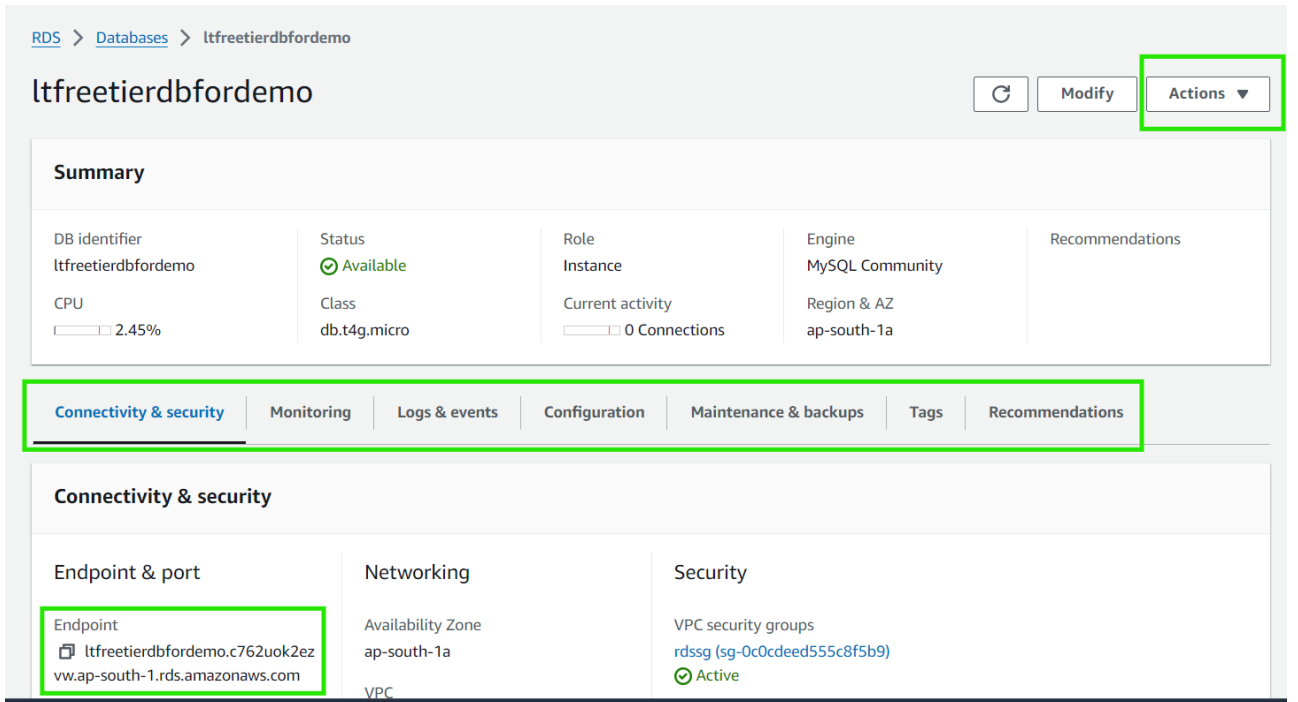 RDS > Databases > ltfreetierdbfordemo
ltfreetierdbfordemo
Modify
Actions ▼
Summary
DB identifier
ltfreetierdbfordemo
Status
Available
Role
Instance
Engine
MySQL Community
Recommendations
CPU
2.45%
Class
db.t4g.micro
Current activity
0 Connections
Region & AZ
ap-south-1a
Connectivity & security
Monitoring
Logs & events
Configuration
Maintenance & backups
Tags
Recommendations
Connectivity & security
Endpoint & port
Endpoint
ltfreetierdbfordemo.c762uok2ez
vw.ap-south-1.rds.amazonaws.com
Networking
Availability Zone
ap-south-1a
VPC
Security
VPC security groups
rdssg (sg-0c0cdeed555c8f5b9)
Active